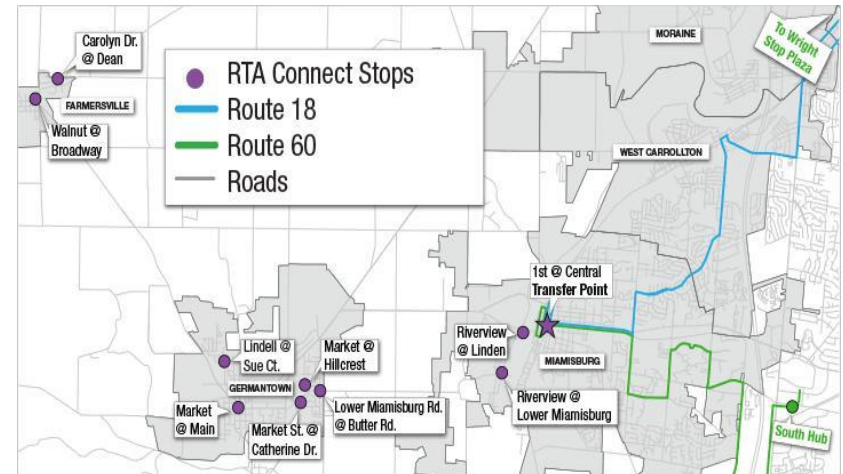 Carolyn Dr.
@ Dean
FARMERSVILLE
Walnut @
Broadway
RTA Connect Stops
Route 18
Route 60
Roads
MORAINE
To Wright
Stop Plaza
WEST CARROLLTON
1st @ Central
Transfer Point
Riverview
@ Linden
MIAMISBURG
Riverview @
Lower Miamisburg
South Hub
Lindell @
Sue Ct.
Market @
Hillcrest
GERMANTOWN
Market
@ Main
Market St. @
Catherine Dr.
Lower Miamisburg Rd.
@ Butter Rd.